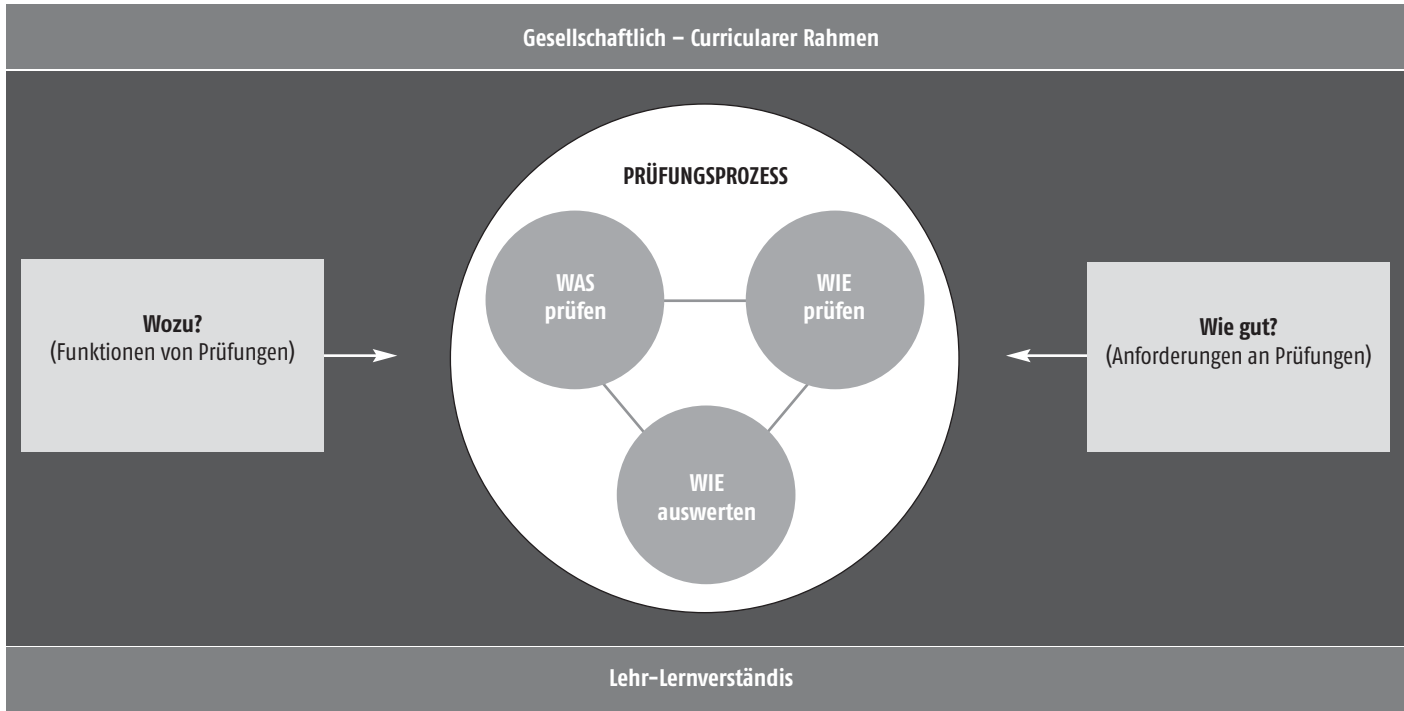 Gesellschaftlich – Curricularer Rahmen
PRÜFUNGSPROZESS
WAS
prüfen
WIE
prüfen
Wozu?
(Funktionen von Prüfungen)
Wie gut?
(Anforderungen an Prüfungen)
WIE
auswerten
Lehr-Lernverständis